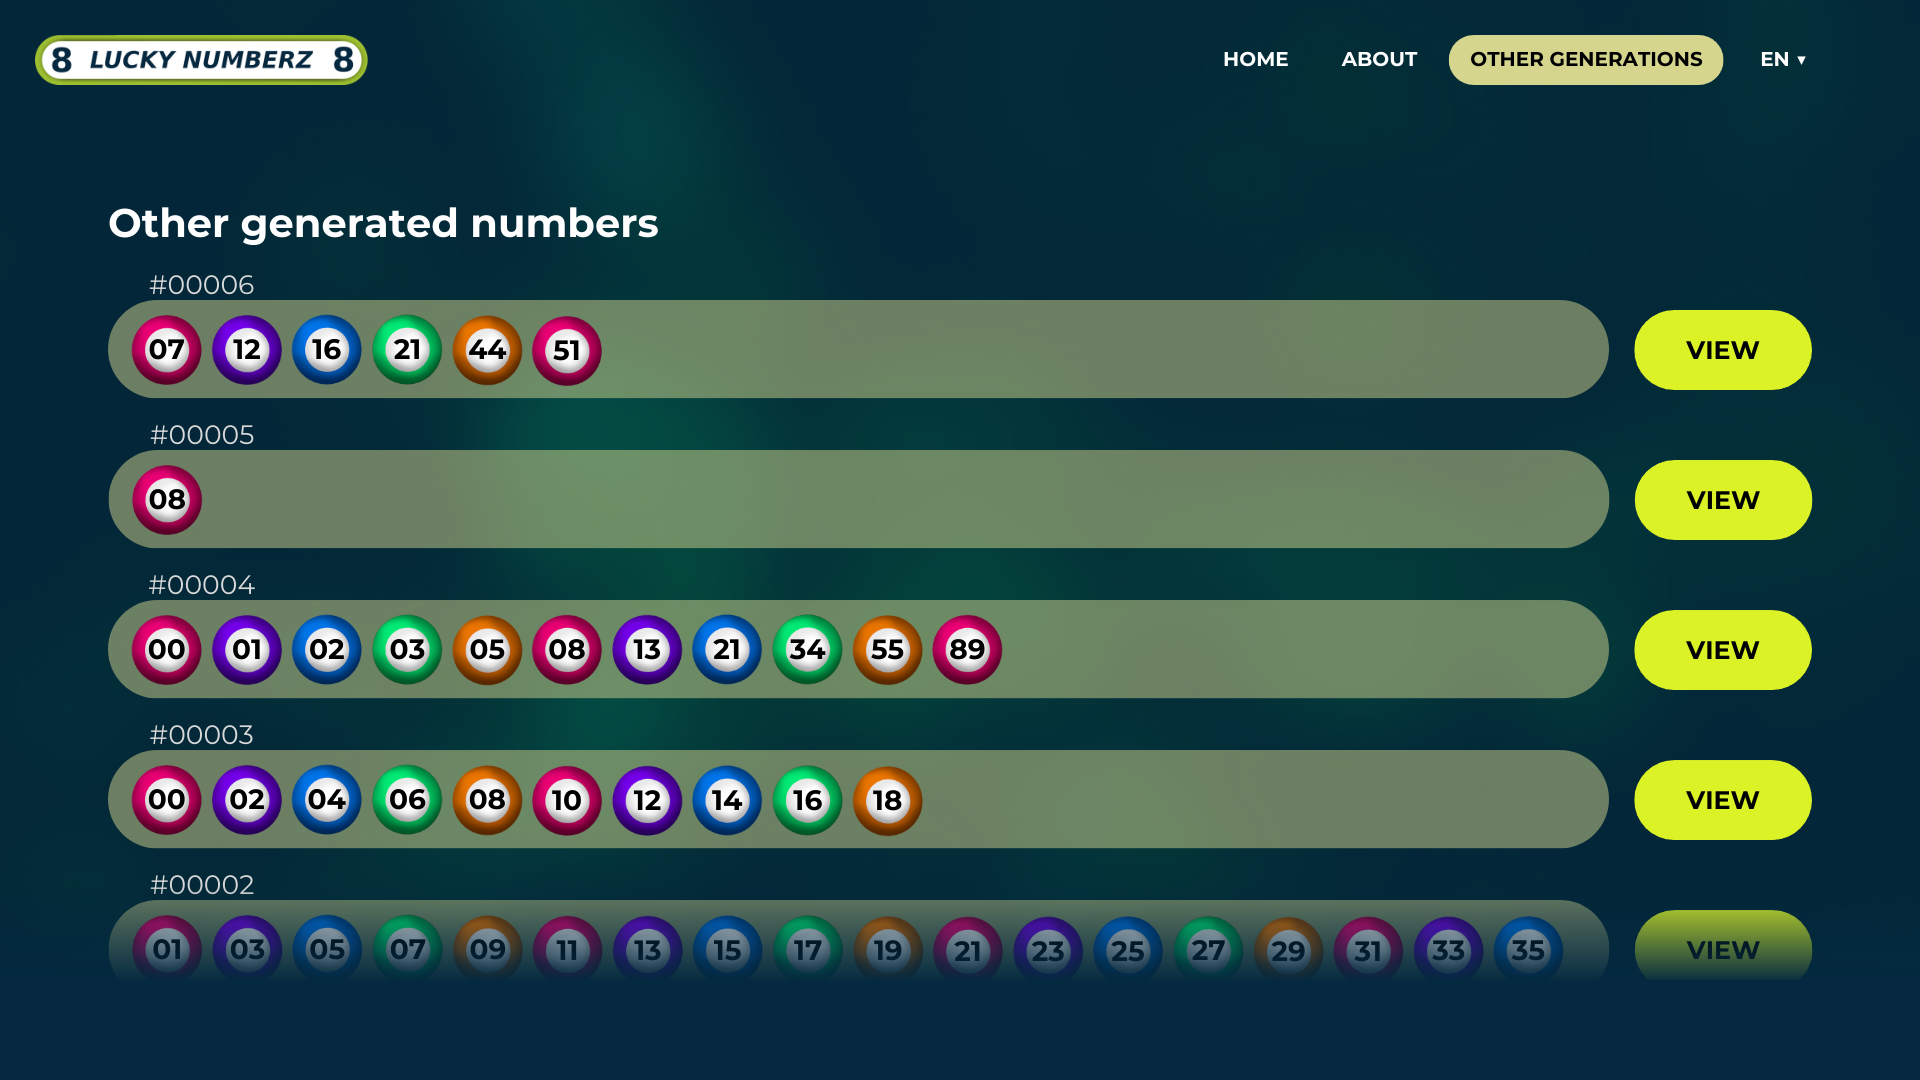 8 LUCKY NUMBERZ 8
HOME ABOUT OTHER GENERATIONS EN ▼
Other generated numbers
#00006
07 12 16 21 44 51 VIEW
#00005
08 VIEW
#00004
00 01 02 03 05 08 13 21 34 55 89 VIEW
#00003
00 02 04 06 08 10 12 14 16 18 VIEW
#00002
01 03 05 07 09 11 13 15 17 19 21 23 25 27 29 31 33 35 VIEW